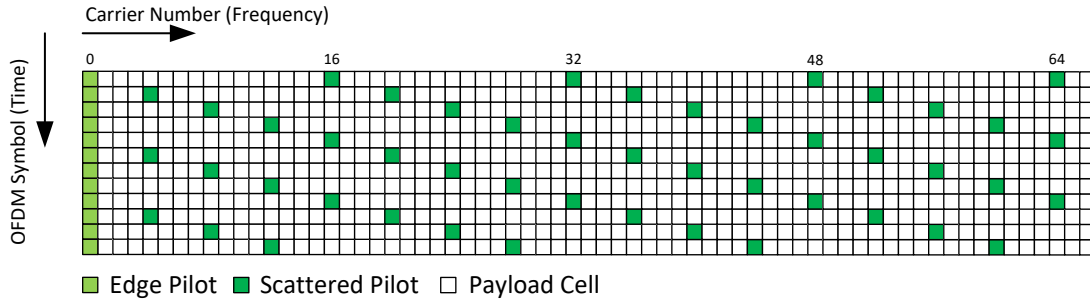 Carrier Number (Frequency)
0 16 32 48 64
OFDM Symbol (Time)
Edge Pilot Scattered Pilot Payload Cell